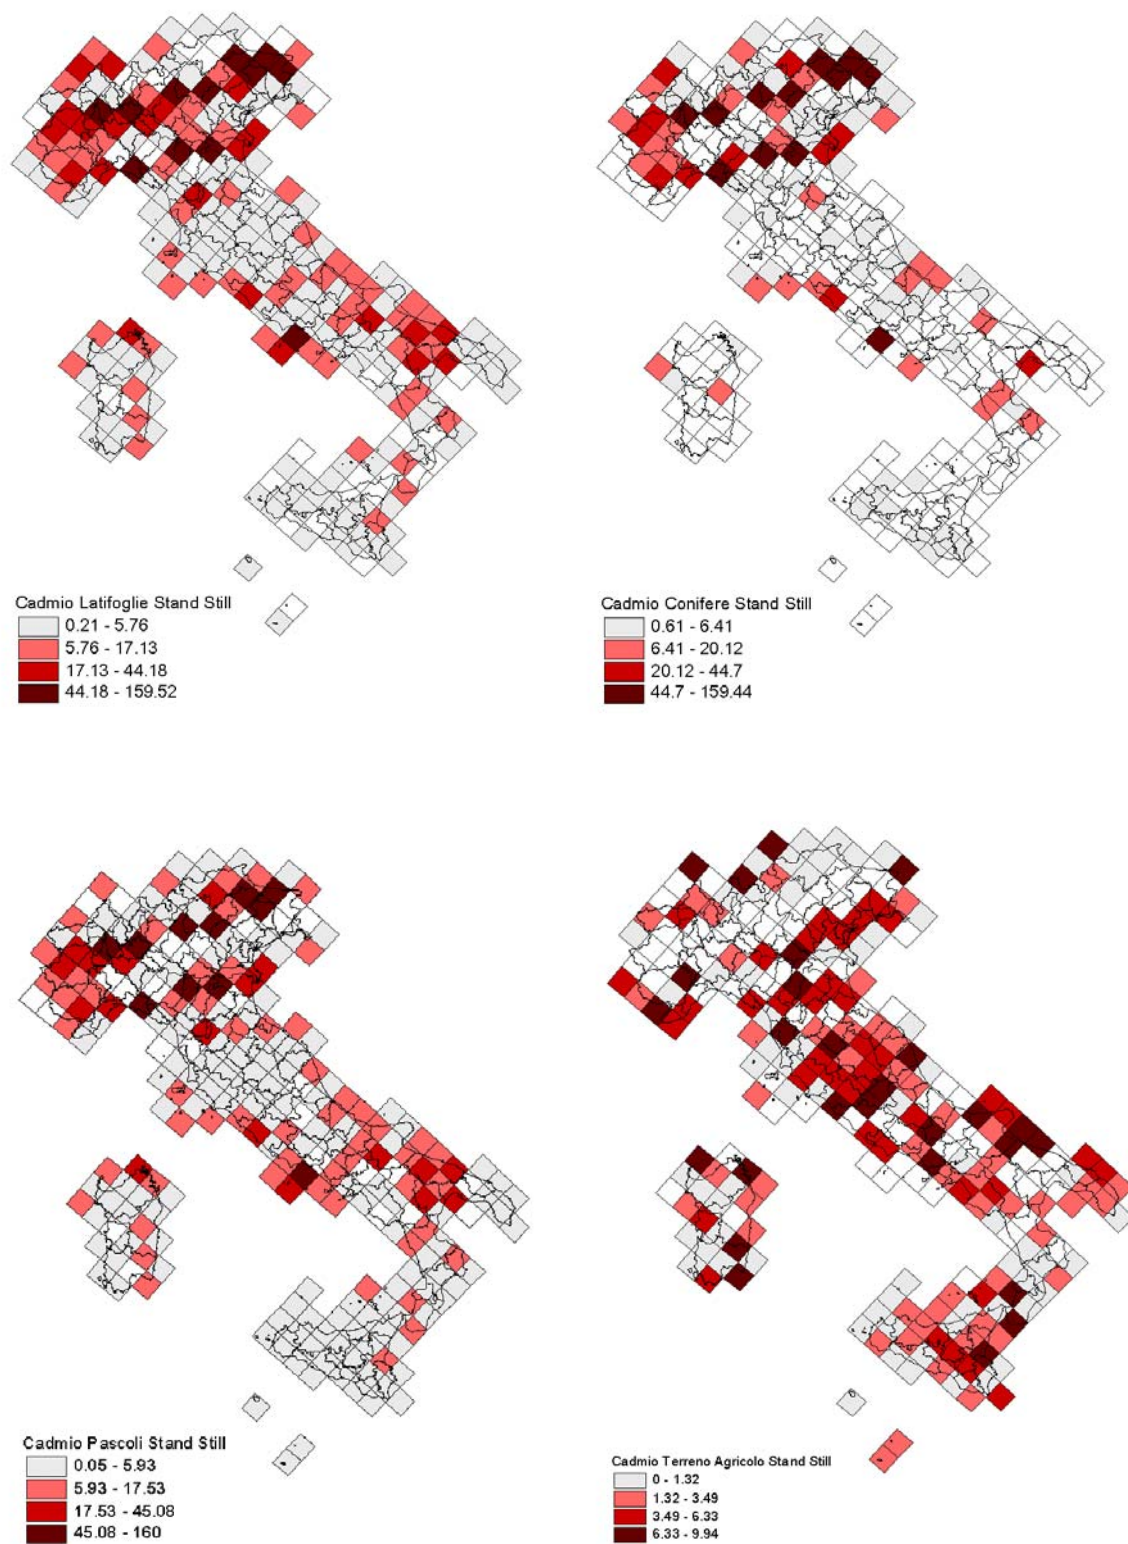 Cadmio Latifoglie Stand Still
0.21 - 5.76
5.76 - 17.13
17.13 - 44.18
44.18 - 159.52
Cadmio Conifere Stand Still
0.61 - 6.41
6.41 - 20.12
20.12 - 44.7
44.7 - 159.44
Cadmio Pascoli Stand Still
0.05 - 5.93
5.93 - 17.53
17.53 - 45.08
45.08 - 160
Cadmio Terreno Agricolo Stand Still
0 - 1.32
1.32 - 3.49
3.49 - 6.33
6.33 - 9.94